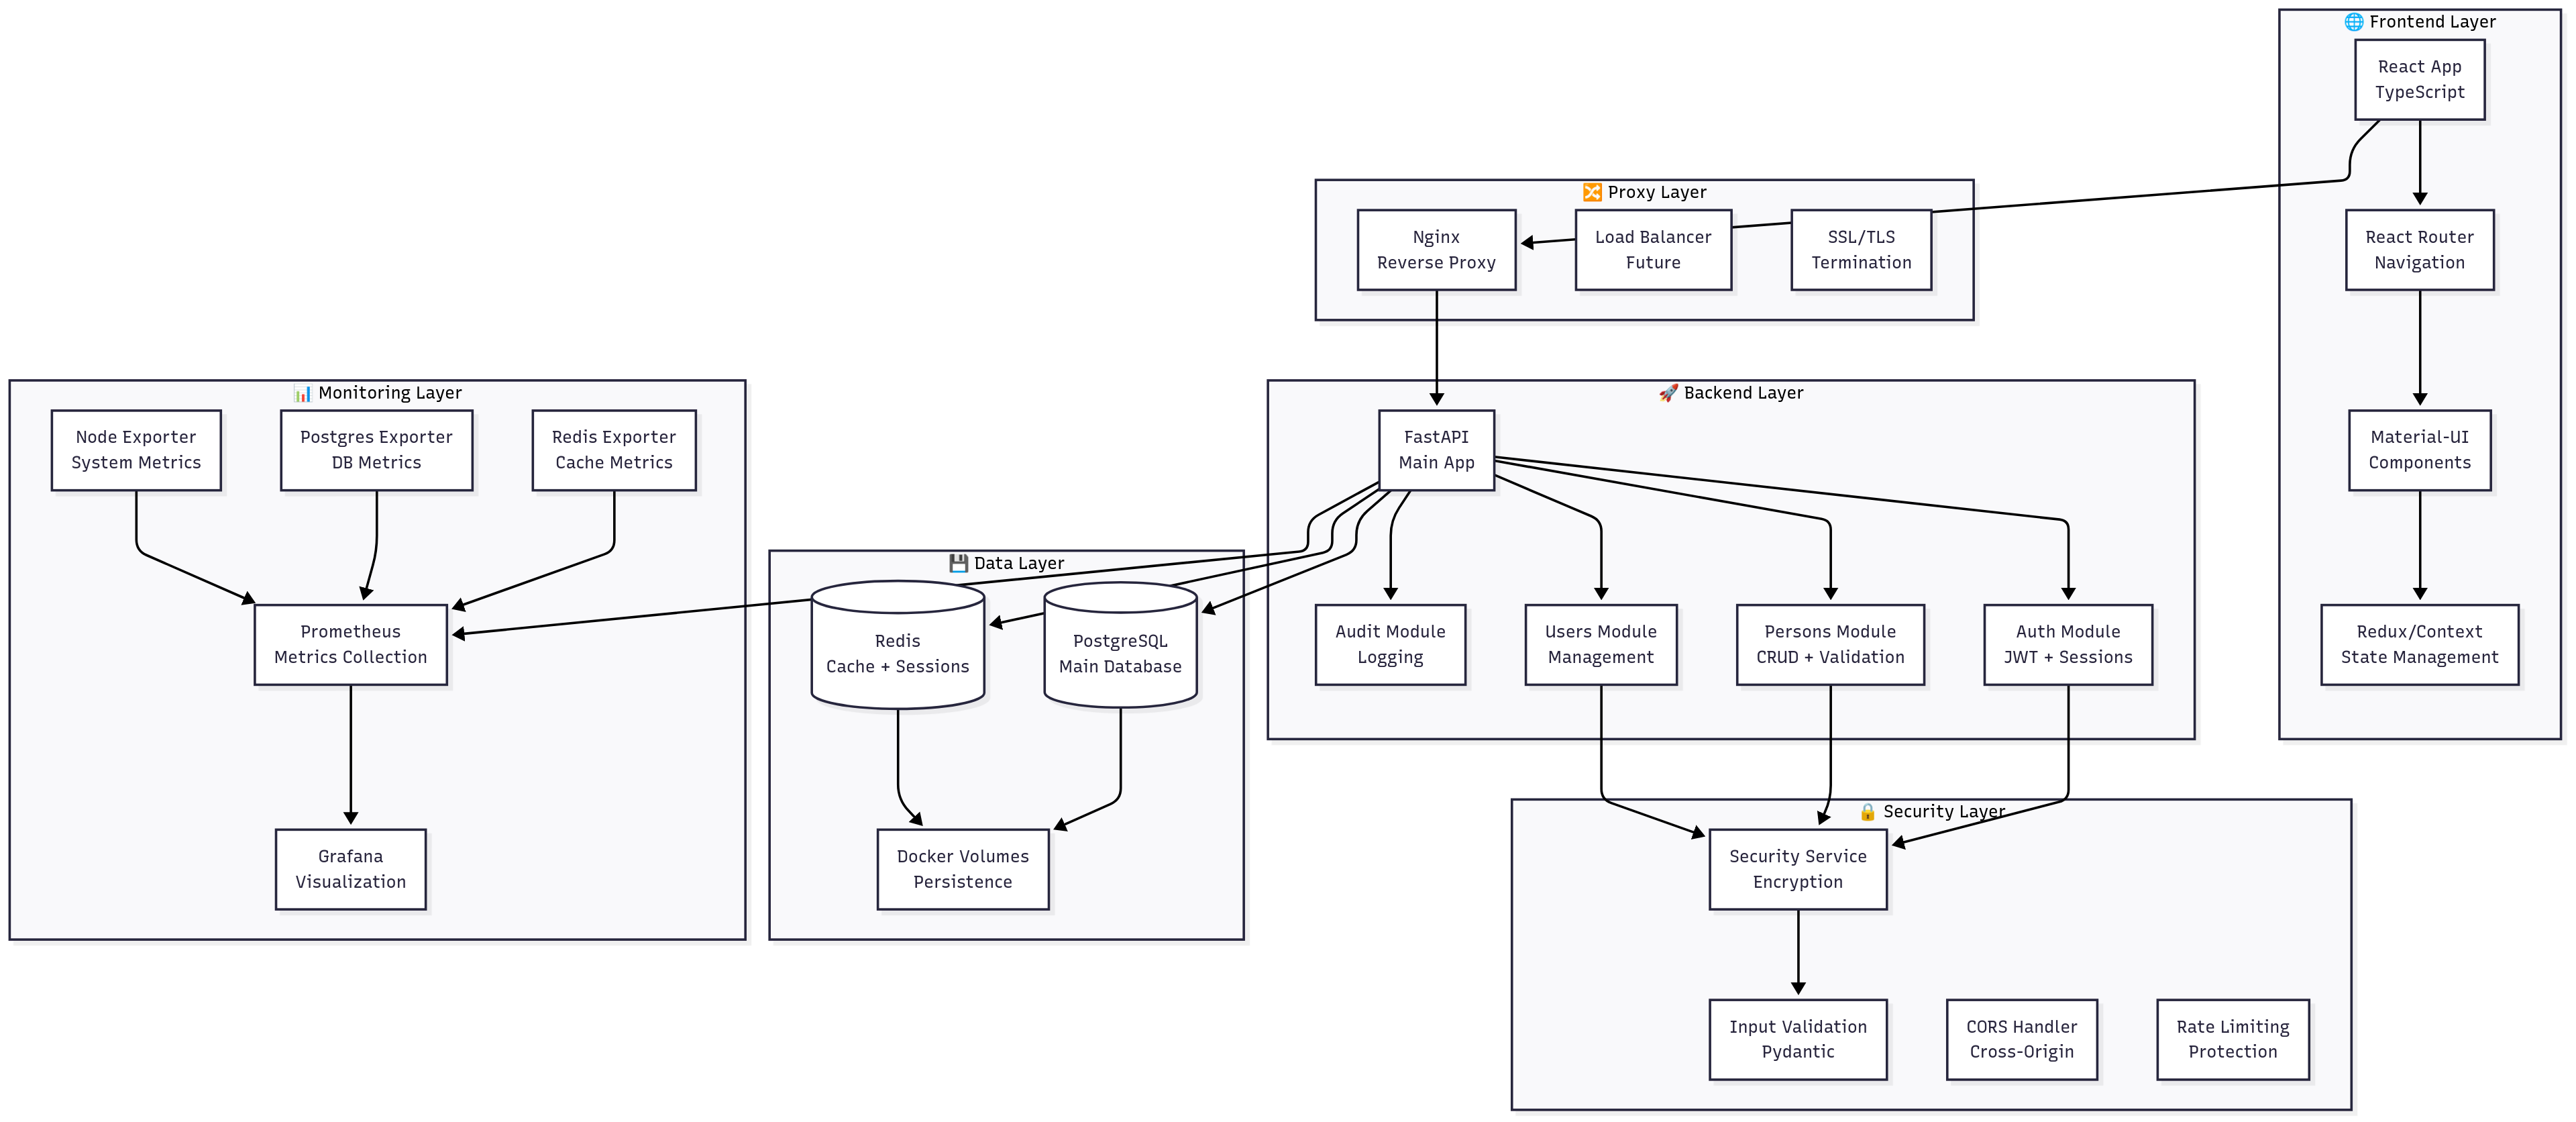 🌐 Frontend Layer
React App
TypeScript
React Router
Navigation
Material-UI
Components
Redux/Context
State Management
🔀 Proxy Layer
Nginx
Reverse Proxy
Load Balancer
Future
SSL/TLS
Termination
🚀 Backend Layer
FastAPI
Main App
Audit Module
Logging
Users Module
Management
Persons Module
CRUD + Validation
Auth Module
JWT + Sessions
📊 Monitoring Layer
Node Exporter
System Metrics
Postgres Exporter
DB Metrics
Redis Exporter
Cache Metrics
Prometheus
Metrics Collection
Grafana
Visualization
💾 Data Layer
Redis
Cache + Sessions
PostgreSQL
Main Database
Docker Volumes
Persistence
🔒 Security Layer
Security Service
Encryption
Input Validation
Pydantic
CORS Handler
Cross-Origin
Rate Limiting
Protection